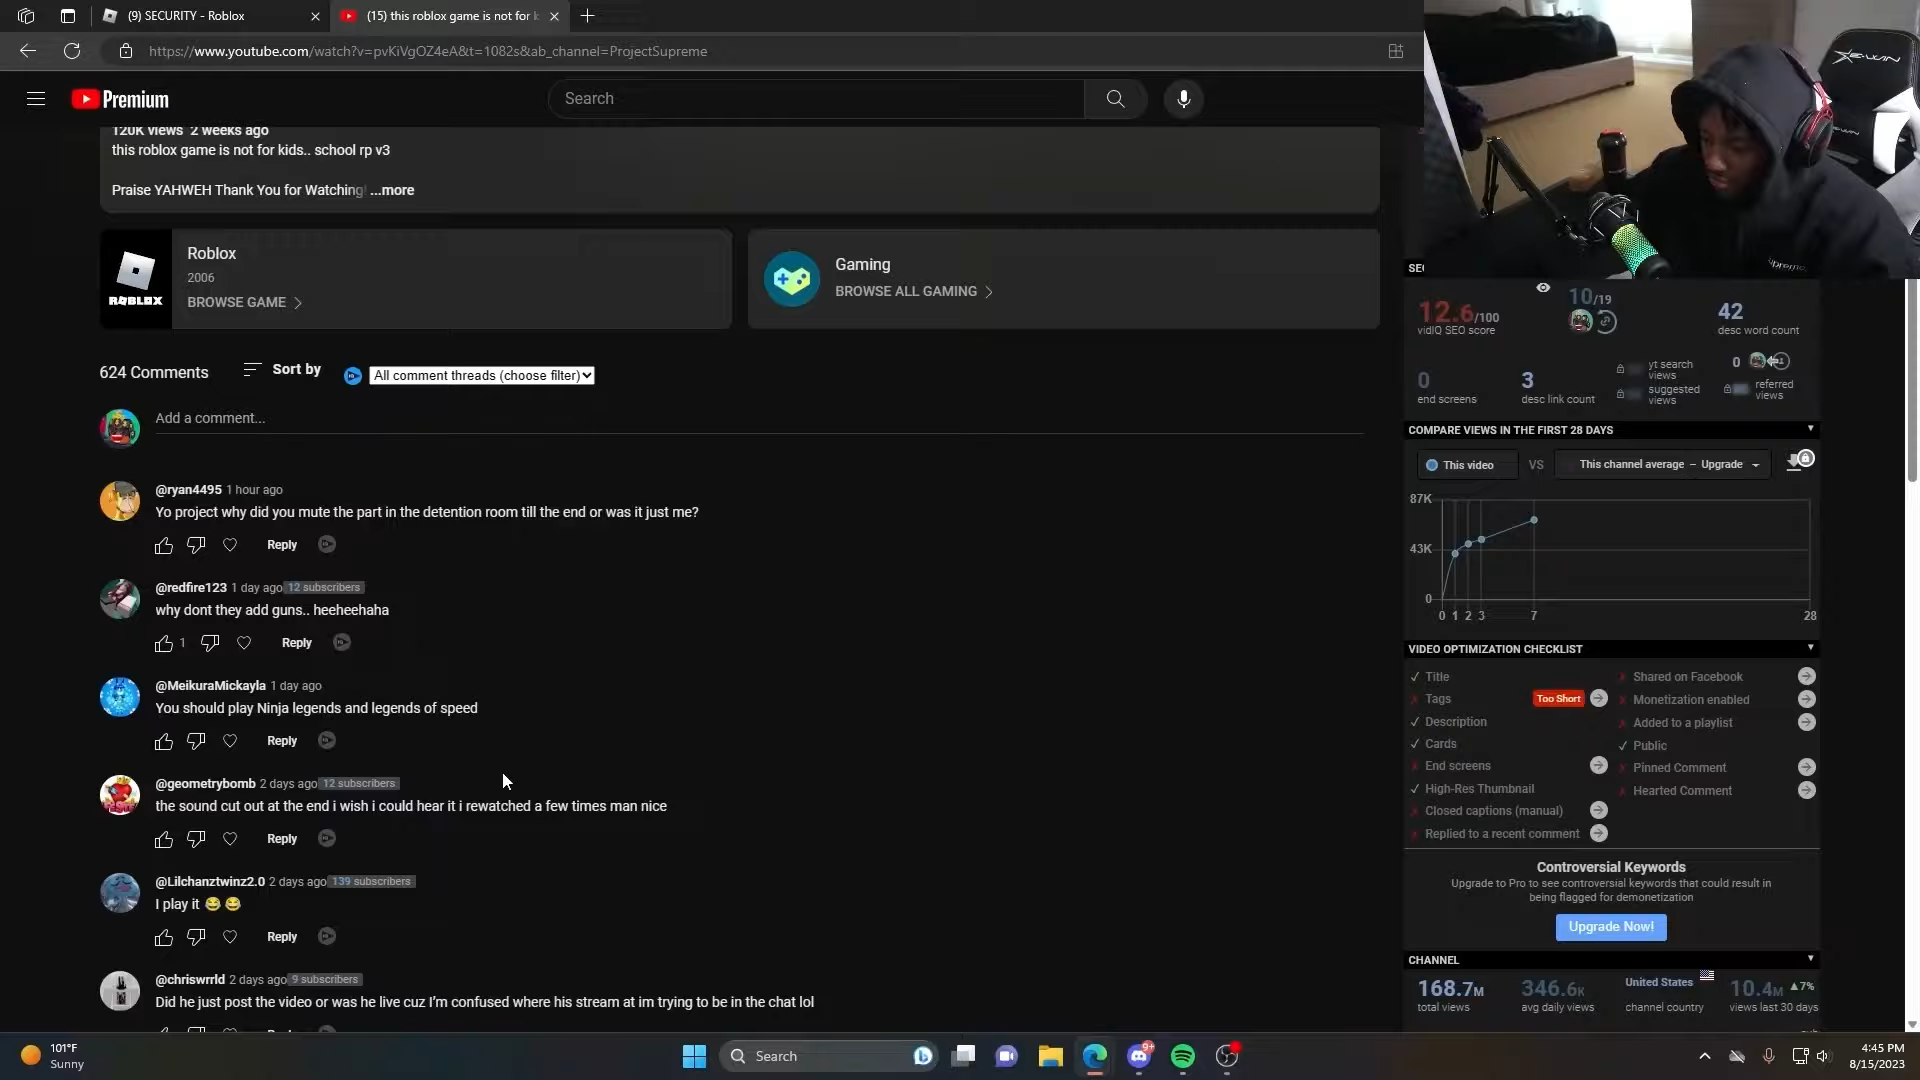 (9) SECURITY - Roblox
(15) this roblox game is not for k
https://www.youtube.com/watch?v=pvKiVgOZ4eA&t=1082s&ab_channel=ProjectSupreme
Premium
Search
120K views 2 weeks ago
this roblox game is not for kids.. school rp v3
Praise YAHWEH Thank You for Watching! ...more
ROBLOX
Roblox
2006
BROWSE GAME
Gaming
BROWSE ALL GAMING
624 Comments
Sort by
All comment threads (choose filter)
Add a comment...
@ryan4495 1 hour ago
Yo project why did you mute the part in the detention room till the end or was it just me?
Reply
@redfire123 1 day ago 12 subscribers
why dont they add guns.. heeheehaha
1
Reply
@MeikuraMickayla 1 day ago
You should play Ninja legends and legends of speed
Reply
@geometrybomb 2 days ago 12 subscribers
the sound cut out at the end i wish i could hear it i rewatched a few times man nice
Reply
@Lilchanztwinz2.0 2 days ago 139 subscribers
I play it 😂 😂
Reply
@chriswrrld 2 days ago 9 subscribers
Did he just post the video or was he live cuz I'm confused where his stream at im trying to be in the chat lol
SEO
12.6/100
vidIQ SEO score
10/19
42
desc word count
0
end screens
3
desc link count
yt search views
suggested views
0
referred views
COMPARE VIEWS IN THE FIRST 28 DAYS
This video
VS
This channel average – Upgrade
87K
43K
0
0 1 2 3 7 28
VIDEO OPTIMIZATION CHECKLIST
Title
Tags
Too Short
Description
Cards
End screens
High-Res Thumbnail
Closed captions (manual)
Replied to a recent comment
Shared on Facebook
Monetization enabled
Added to a playlist
Public
Pinned Comment
Hearted Comment
Controversial Keywords
Upgrade to Pro to see controversial keywords that could result in
being flagged for demonetization
Upgrade Now!
CHANNEL
168.7M
total views
346.6K
avg daily views
United States
channel country
10.4M ▲7%
views last 30 days
101°F
Sunny
Search
9+
4:45 PM
8/15/2023